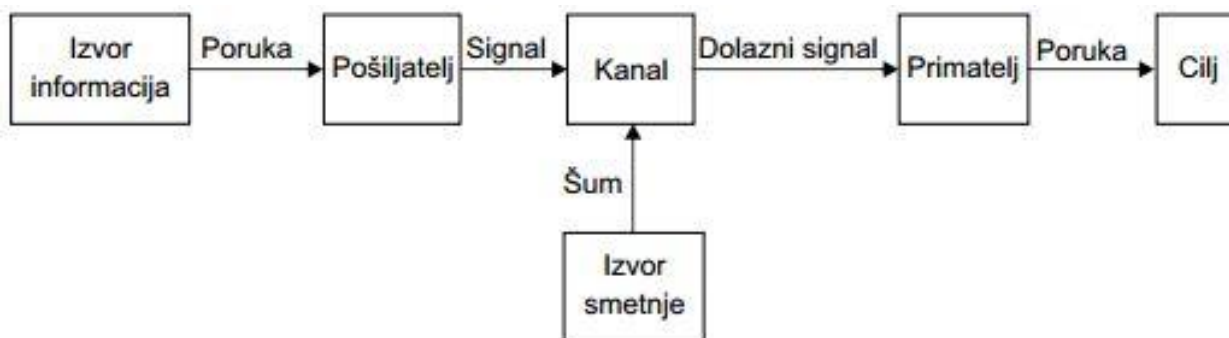 Izvor
informacija
Poruka
Pošiljatelj
Signal
Kanal
Dolazni signal
Primatelj
Poruka
Cilj
Šum
Izvor
smetnje